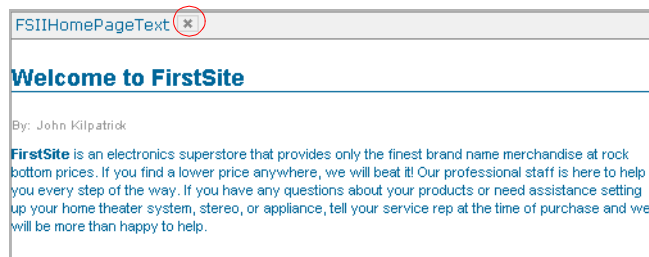 FSIIHomePageText
Welcome to FirstSite
By: John Kilpatrick
FirstSite is an electronics superstore that provides only the finest brand name merchandise at rock
bottom prices. If you find a lower price anywhere, we will beat it! Our professional staff is here to help
you every step of the way. If you have any questions about your products or need assistance setting
up your home theater system, stereo, or appliance, tell your service rep at the time of purchase and we
will be more than happy to help.